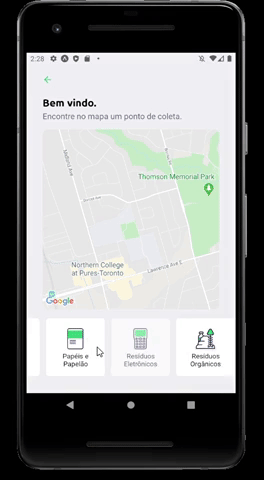 2:28
Bem vindo.
Encontre no mapa um ponto de coleta.
Thomson Memorial Park
Northern College
at Pures-Toronto
Lawrence Ave E
Google
Papéis e
Papelão
Resíduos
Eletrônicos
Resíduos
Orgânicos